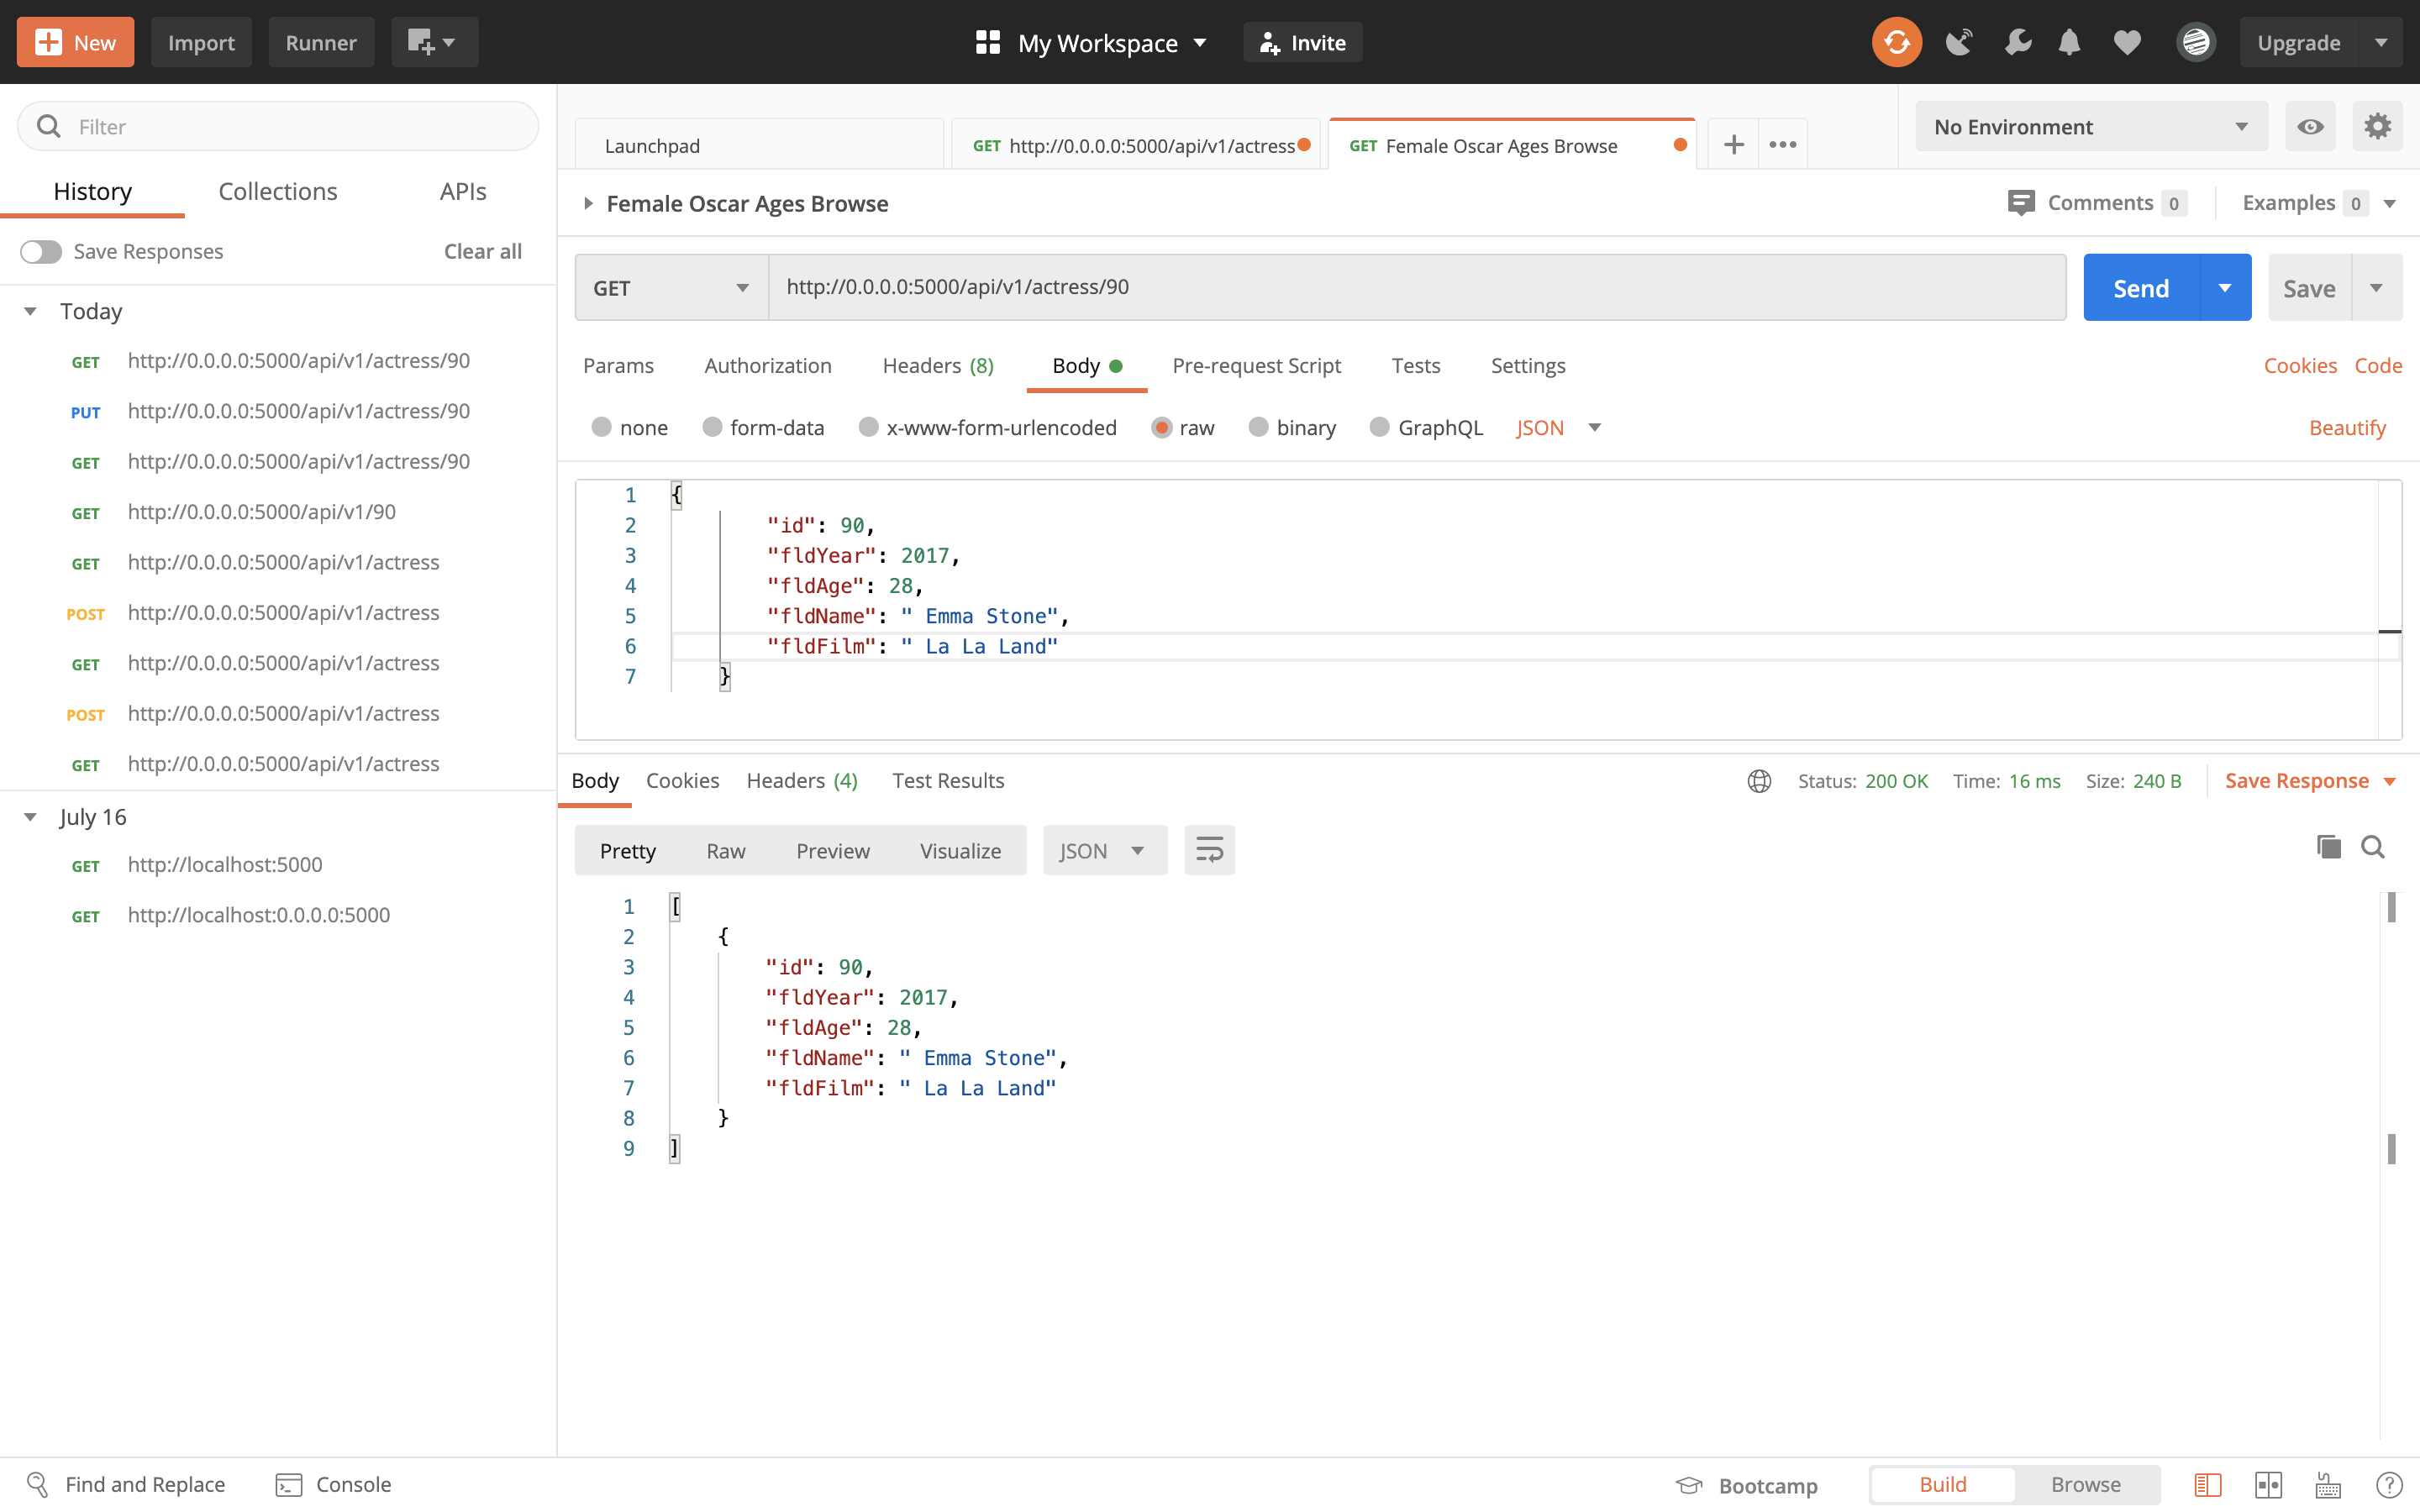 New Import Runner My Workspace Invite Upgrade
Filter
History Collections APIs
Save Responses Clear all
Today
GET http://0.0.0.0:5000/api/v1/actress/90
PUT http://0.0.0.0:5000/api/v1/actress/90
GET http://0.0.0.0:5000/api/v1/actress/90
GET http://0.0.0.0:5000/api/v1/90
GET http://0.0.0.0:5000/api/v1/actress
POST http://0.0.0.0:5000/api/v1/actress
GET http://0.0.0.0:5000/api/v1/actress
POST http://0.0.0.0:5000/api/v1/actress
GET http://0.0.0.0:5000/api/v1/actress
July 16
GET http://localhost:5000
GET http://localhost:0.0.0.0:5000
Launchpad GET http://0.0.0.0:5000/api/v1/actress GET Female Oscar Ages Browse No Environment
Female Oscar Ages Browse Comments 0 Examples 0
GET http://0.0.0.0:5000/api/v1/actress/90 Send Save
Params Authorization Headers (8) Body Pre-request Script Tests Settings Cookies Code
none form-data x-www-form-urlencoded raw binary GraphQL JSON Beautify
1 {
2 "id": 90,
3 "fldYear": 2017,
4 "fldAge": 28,
5 "fldName": " Emma Stone",
6 "fldFilm": " La La Land"
7 }
Body Cookies Headers (4) Test Results Status: 200 OK Time: 16 ms Size: 240 B Save Response
Pretty Raw Preview Visualize JSON
1 [
2 {
3 "id": 90,
4 "fldYear": 2017,
5 "fldAge": 28,
6 "fldName": " Emma Stone",
7 "fldFilm": " La La Land"
8 }
9 ]
Find and Replace Console Bootcamp Build Browse